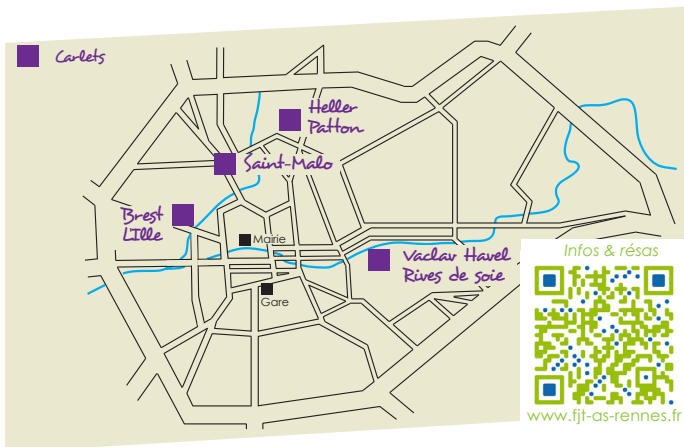 Carlets
Heller
Patton
Saint-Malo
Brest
L'Ille
Mairie
Vaclav Havel
Rives de soie
Gare
Infos & résas
www.fjt-as-rennes.fr